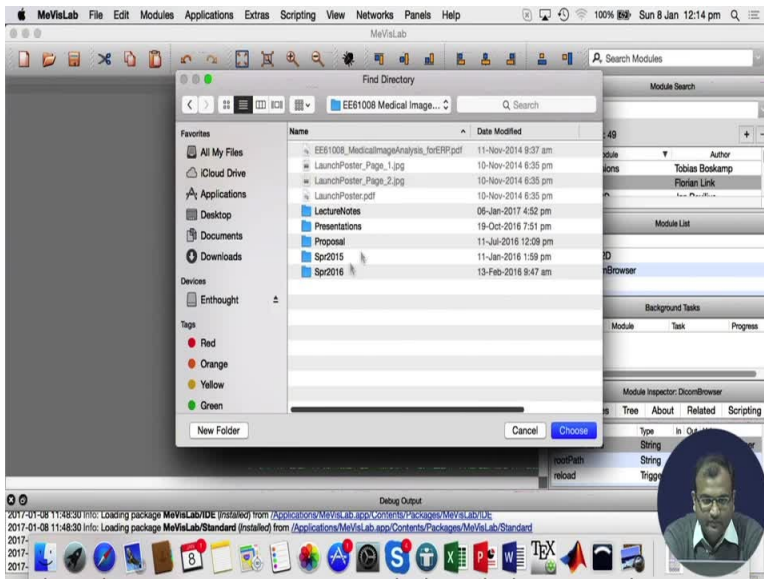 MeVisLab File Edit Modules Applications Extras Scripting View Networks Panels Help 100% Sun 8 Jan 12:14 pm
MeVisLab
Search Modules
Find Directory
Module Search
EE61008 Medical Image...
Search
Favorites
All My Files
iCloud Drive
Applications
Desktop
Documents
Downloads
Devices
Enthought
Tags
Red
Orange
Yellow
Green
Name Date Modified
EE61008_MedicalImageAnalysis_forERP.pdf 11-Nov-2014 9:37 am
LaunchPoster_Page_1.jpg 10-Nov-2014 6:35 pm
LaunchPoster_Page_2.jpg 10-Nov-2014 6:35 pm
LaunchPoster.pdf 10-Nov-2014 6:35 pm
LectureNotes 06-Jan-2017 4:52 pm
Presentations 19-Oct-2016 7:51 pm
Proposal 11-Jul-2016 12:09 pm
Spr2015 11-Jan-2016 1:59 pm
Spr2016 13-Feb-2016 9:47 am
New Folder Cancel Choose
: 49
Author
Tobias Boskamp
Florian Link
Module List
2D
Background Tasks
Module Task Progress
Module Inspector: DicomBrowser
Tree About Related Scripting
Type In
String
rootPath String
reload
Debug Output
2017-01-08 11:48:30 Info: Loading package MeVisLab/IDE (installed) from /Applications/MeVisLab.app/Contents/Packages/MeVisLab/IDE
2017-01-08 11:48:30 Info: Loading package MeVisLab/Standard (installed) from /Applications/MeVisLab.app/Contents/Packages/MeVisLab/Standard
2017-
2017-
2017-
8
TEX